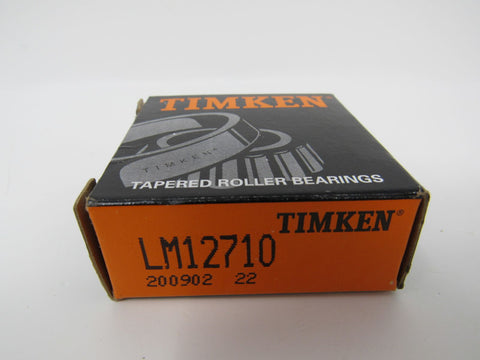 TIMKEN
TIMKEN®
TAPERED ROLLER BEARINGS
TIMKEN®
LM12710
200902 22